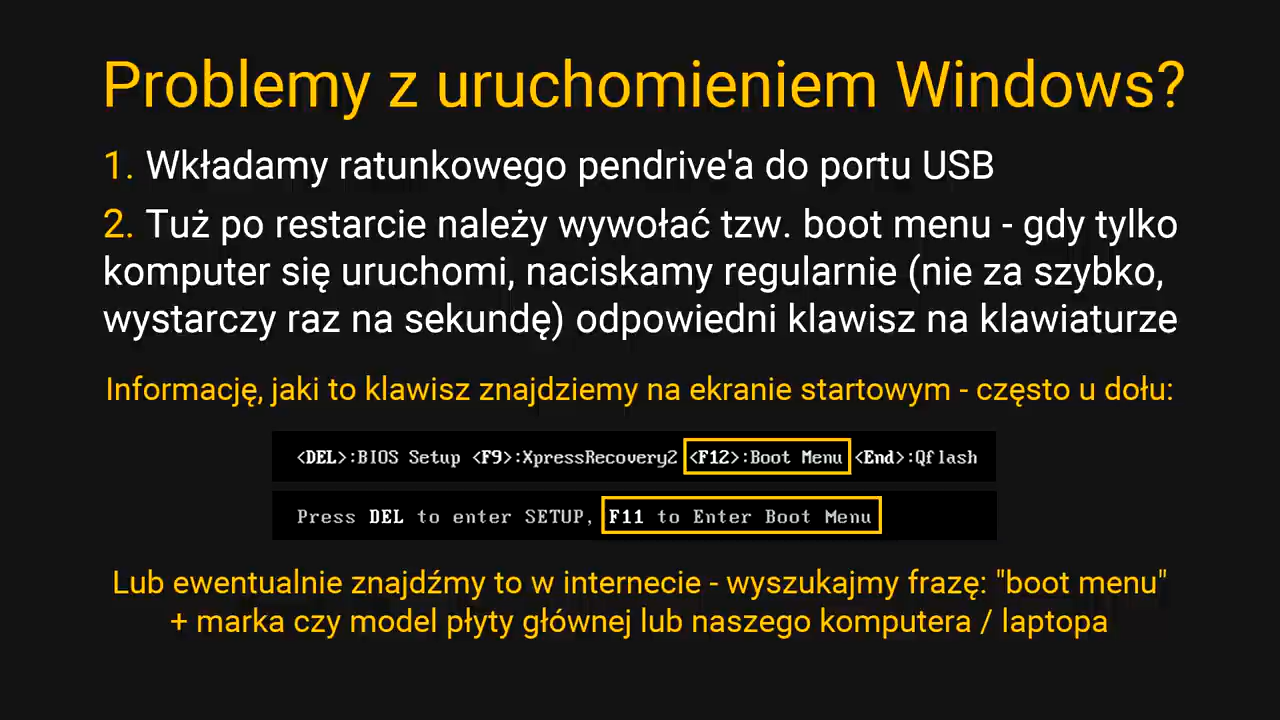 Problemy z uruchomieniem Windows?
1. Wkładamy ratunkowego pendrive'a do portu USB
2. Tuż po restarcie należy wywołać tzw. boot menu - gdy tylko
komputer się uruchomi, naciskamy regularnie (nie za szybko,
wystarczy raz na sekundę) odpowiedni klawisz na klawiaturze
Informację, jaki to klawisz znajdziemy na ekranie startowym - często u dołu:
<DEL>:BIOS Setup <F9>:XpressRecovery2 <F12>:Boot Menu <End>:Qflash
Press DEL to enter SETUP, F11 to Enter Boot Menu
Lub ewentualnie znajdźmy to w internecie - wyszukajmy frazę: "boot menu"
+ marka czy model płyty głównej lub naszego komputera / laptopa